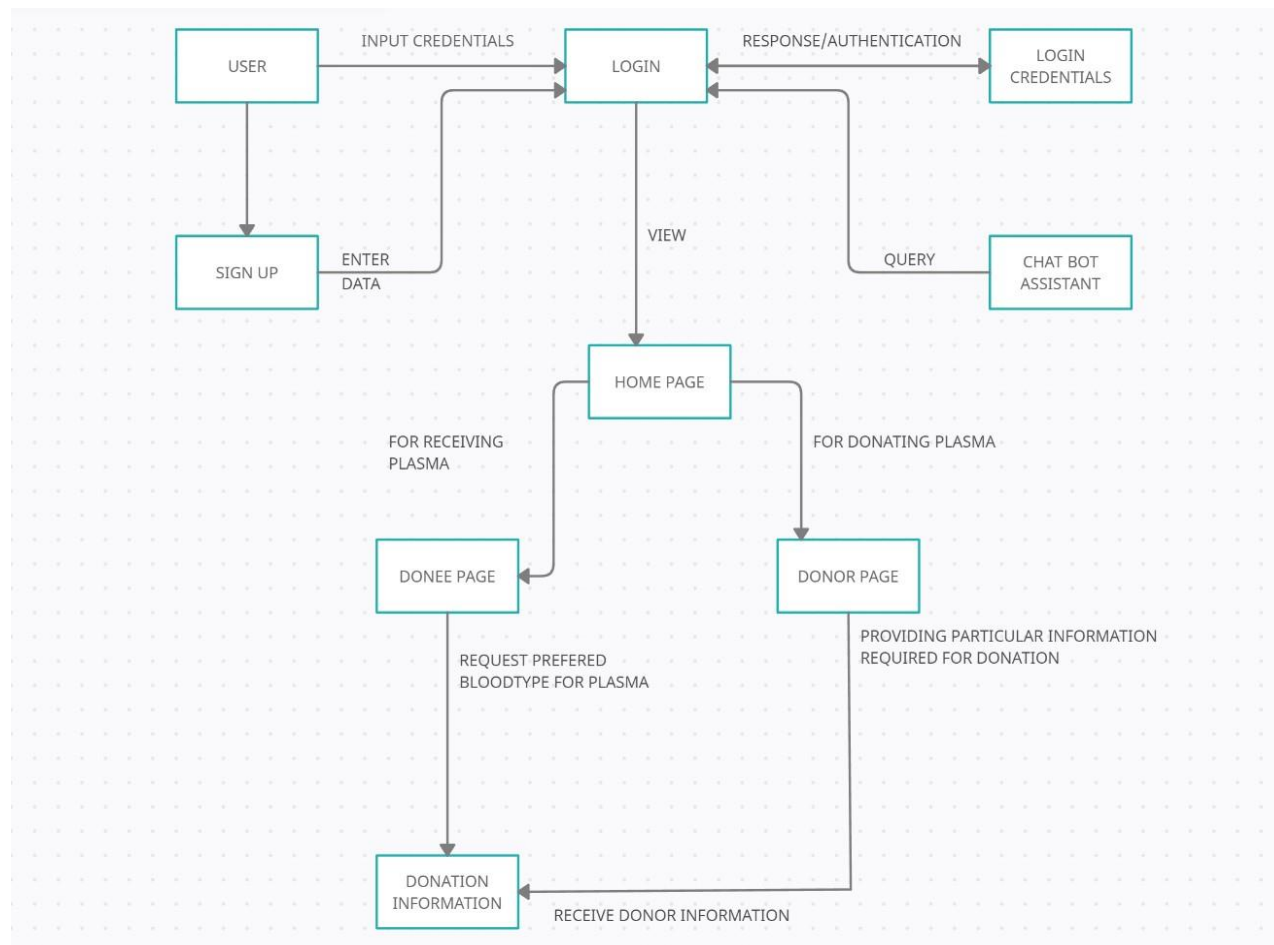 USER
INPUT CREDENTIALS
LOGIN
RESPONSE/AUTHENTICATION
LOGIN
CREDENTIALS
SIGN UP
ENTER
DATA
VIEW
QUERY
CHAT BOT
ASSISTANT
HOME PAGE
FOR RECEIVING
PLASMA
FOR DONATING PLASMA
DONEE PAGE
DONOR PAGE
REQUEST PREFERED
BLOODTYPE FOR PLASMA
PROVIDING PARTICULAR INFORMATION
REQUIRED FOR DONATION
DONATION
INFORMATION
RECEIVE DONOR INFORMATION